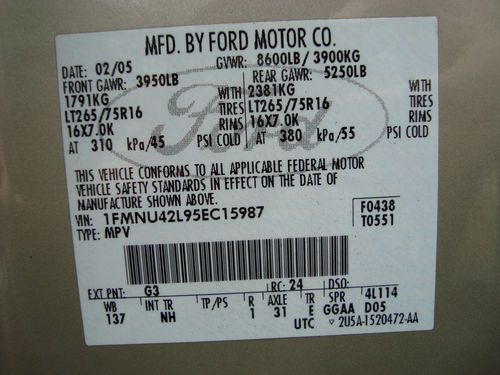 MFD. BY FORD MOTOR CO.
DATE: 02/05 GVWR: 8600LB/ 3900KG
FRONT GAWR: 3950LB REAR GAWR: 5250LB
1791KG WITH 2381KG WITH
LT265/75R16 TIRES LT265/75R16 TIRES
16X7.0K RIMS 16X7.0K RIMS
AT 310 kPa/45 PSI COLD AT 380 kPa/55 PSI COLD
Ford
THIS VEHICLE CONFORMS TO ALL APPLICABLE FEDERAL MOTOR
VEHICLE SAFETY STANDARDS IN EFFECT ON THE DATE OF
MANUFACTURE SHOWN ABOVE.
VIN: 1FMNU42L95EC15987 F0438
TYPE: MPV T0551
EXT PNT: G3 RC: 24 DSO:
WB INT TR TP/PS R AXLE TR SPR 4L114
137 NH 1 31 E GGAA D05
UTC 2U5A-1520472-AA